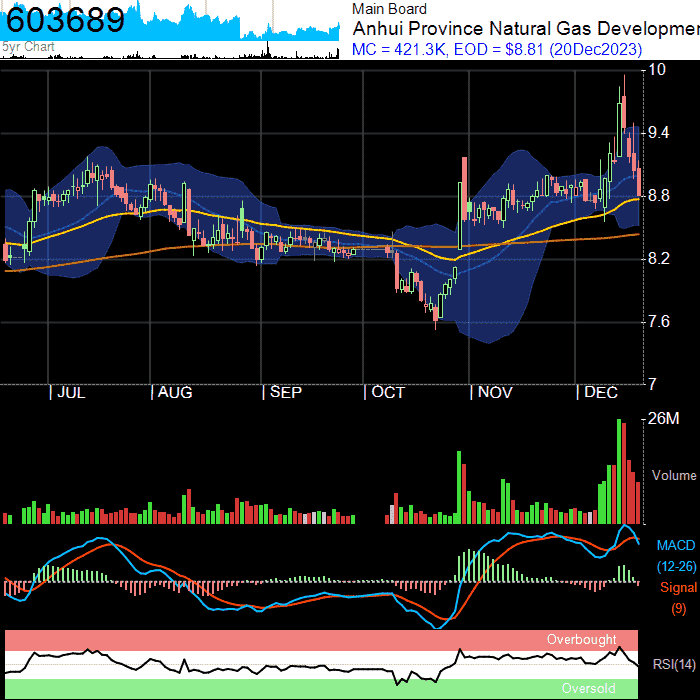 603689
5yr Chart
Main Board
Anhui Province Natural Gas Developmen
MC = 421.3K, EOD = $8.81 (20Dec2023)
10
9.4
8.8
8.2
7.6
7
JUL AUG SEP OCT NOV DEC
26M
Volume
MACD
(12-26)
Signal
(9)
Overbought
RSI(14)
Oversold